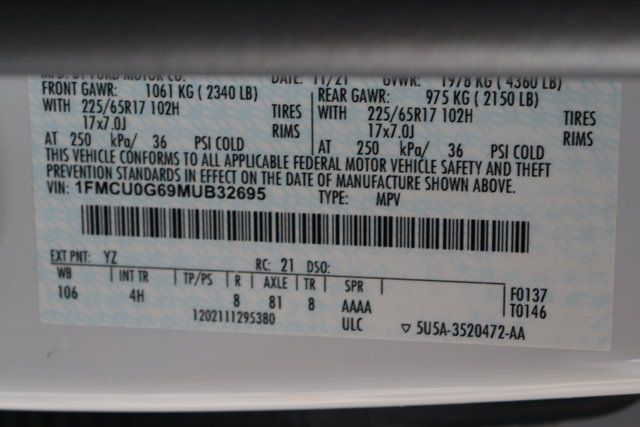 MFD BY FORD MOTOR CO. DATE: 11/21 GVWR: 1978 KG ( 4360 LB)
FRONT GAWR: 1061 KG ( 2340 LB) REAR GAWR: 975 KG ( 2150 LB)
WITH 225/65R17 102H TIRES WITH 225/65R17 102H TIRES
17x7.0J RIMS 17x7.0J RIMS
AT 250 kPa/ 36 PSI COLD AT 250 kPa/ 36 PSI COLD
THIS VEHICLE CONFORMS TO ALL APPLICABLE FEDERAL MOTOR VEHICLE SAFETY AND THEFT
PREVENTION STANDARDS IN EFFECT ON THE DATE OF MANUFACTURE SHOWN ABOVE.
VIN: 1FMCU0G69MUB32695 TYPE: MPV
EXT PNT: YZ RC: 21 DSO:
WB INT TR TP/PS R AXLE TR SPR
106 4H 8 81 8 AAAA F0137
ULC T0146
1202111295380 5U5A-3520472-AA